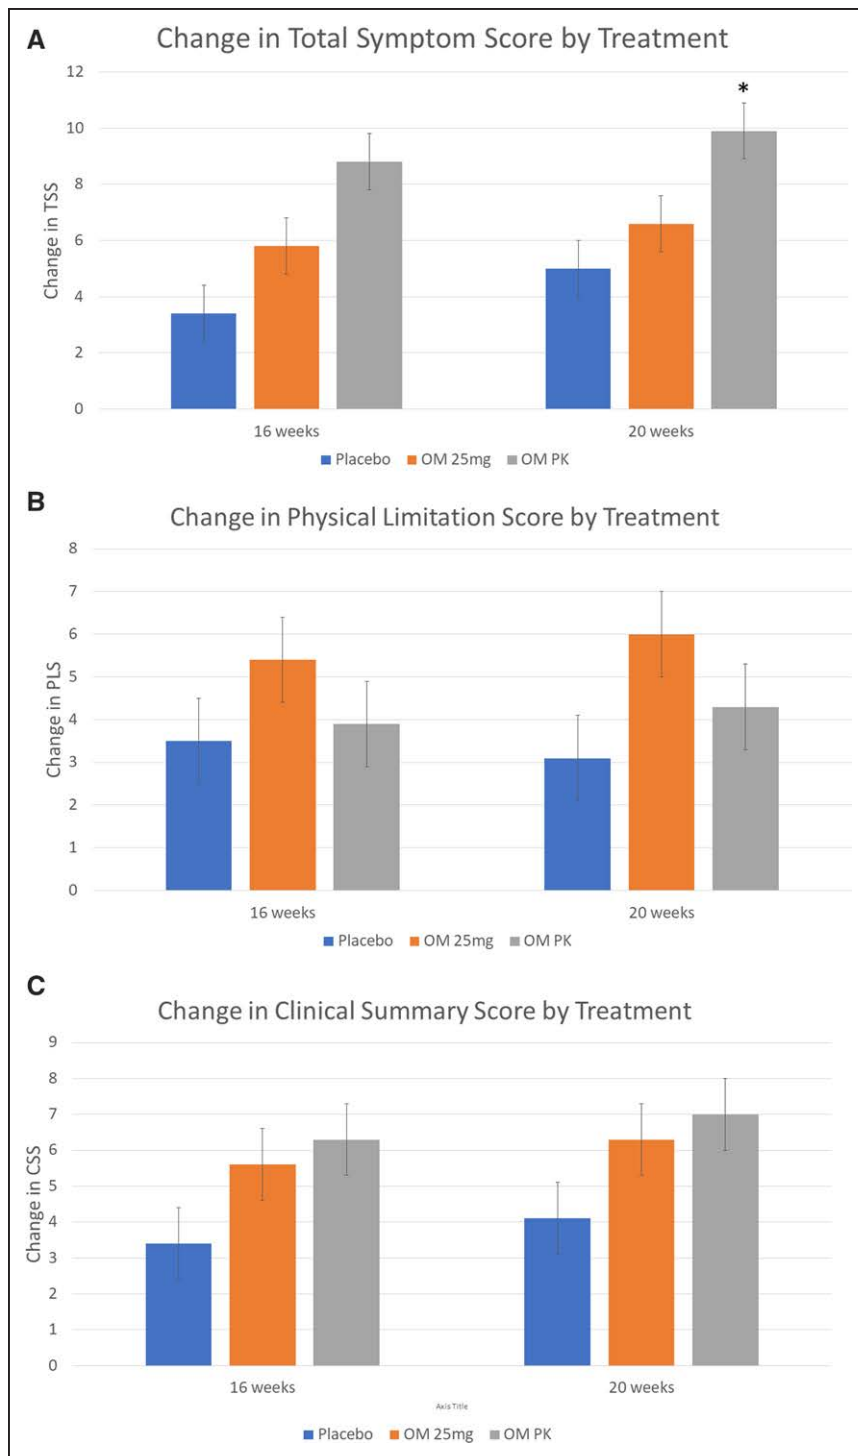 A
Change in Total Symptom Score by Treatment
12
10
8
6
4
2
0
Change in TSS
*
16 weeks
20 weeks
Placebo OM 25mg OM PK
B
Change in Physical Limitation Score by Treatment
8
7
6
5
4
3
2
1
0
Change in PLS
16 weeks
20 weeks
Placebo OM 25mg OM PK
C
Change in Clinical Summary Score by Treatment
9
8
7
6
5
4
3
2
1
0
Change in CSS
16 weeks
20 weeks
Axis Title
Placebo OM 25mg OM PK